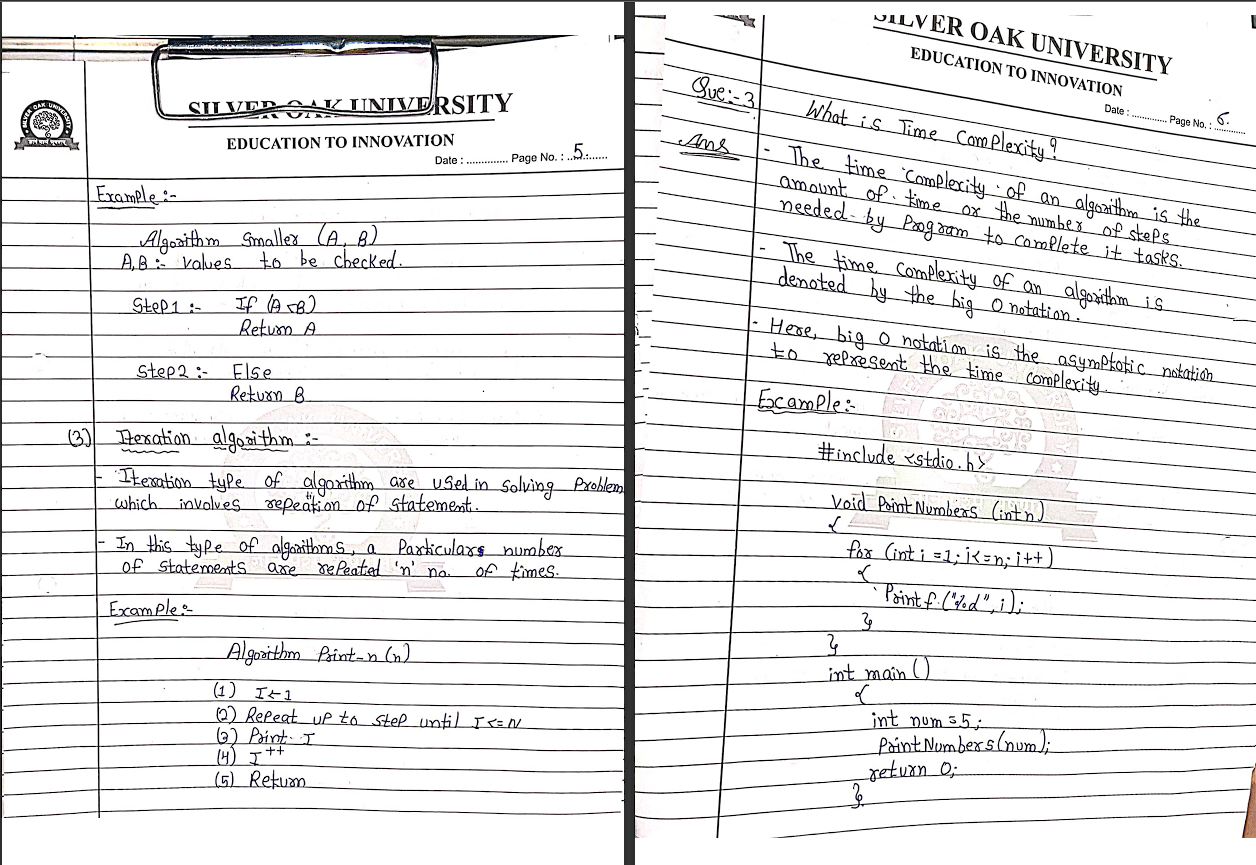 SILVER OAK UNIVERSITY
EDUCATION TO INNOVATION
Date : .............. Page No. : ..5.......
Example :-
Algorithm Smaller (A, B)
A,B :- values to be checked.
Step1 :- If (A <B)
Return A
Step2 :- Else
Return B
(3) Iteration algorithm :-
- Iteration type of algorithm are used in solving Problem
which involves repeation of statement.
- In this type of algorithms, a Particulars number
of statements are repeated 'n' no. of times.
Example :-
Algorithm Print-n (n)
(1) I←1
(2) Repeat up to step until I <= N
(3) Print I
(4) I++
(5) Return
SILVER OAK UNIVERSITY
EDUCATION TO INNOVATION
Date : .............. Page No. : 6.
Que:- 3 What is Time Complexity?
Ans - The time complexity of an algorithm is the
amount of time or the number of steps
needed by Program to complete it tasks.
- The time complexity of an algorithm is
denoted by the big O notation.
- Here, big O notation is the asymptotic notation
to represent the time complexity.
Example :-
#include <stdio.h>
void PrintNumbers (int n)
{
for (int i =1; i<=n; i++)
{
Printf ("%d", i);
}
}
int main ()
{
int num = 5;
PrintNumbers (num);
return 0;
}